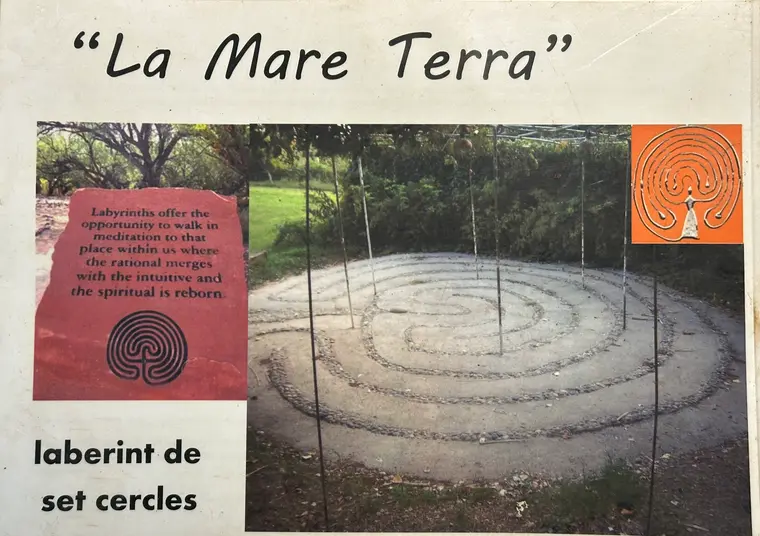 “La Mare Terra”
Labyrinths offer the
opportunity to walk in
meditation to that
place within us where
the rational merges
with the intuitive and
the spiritual is reborn.
laberint de
set cercles